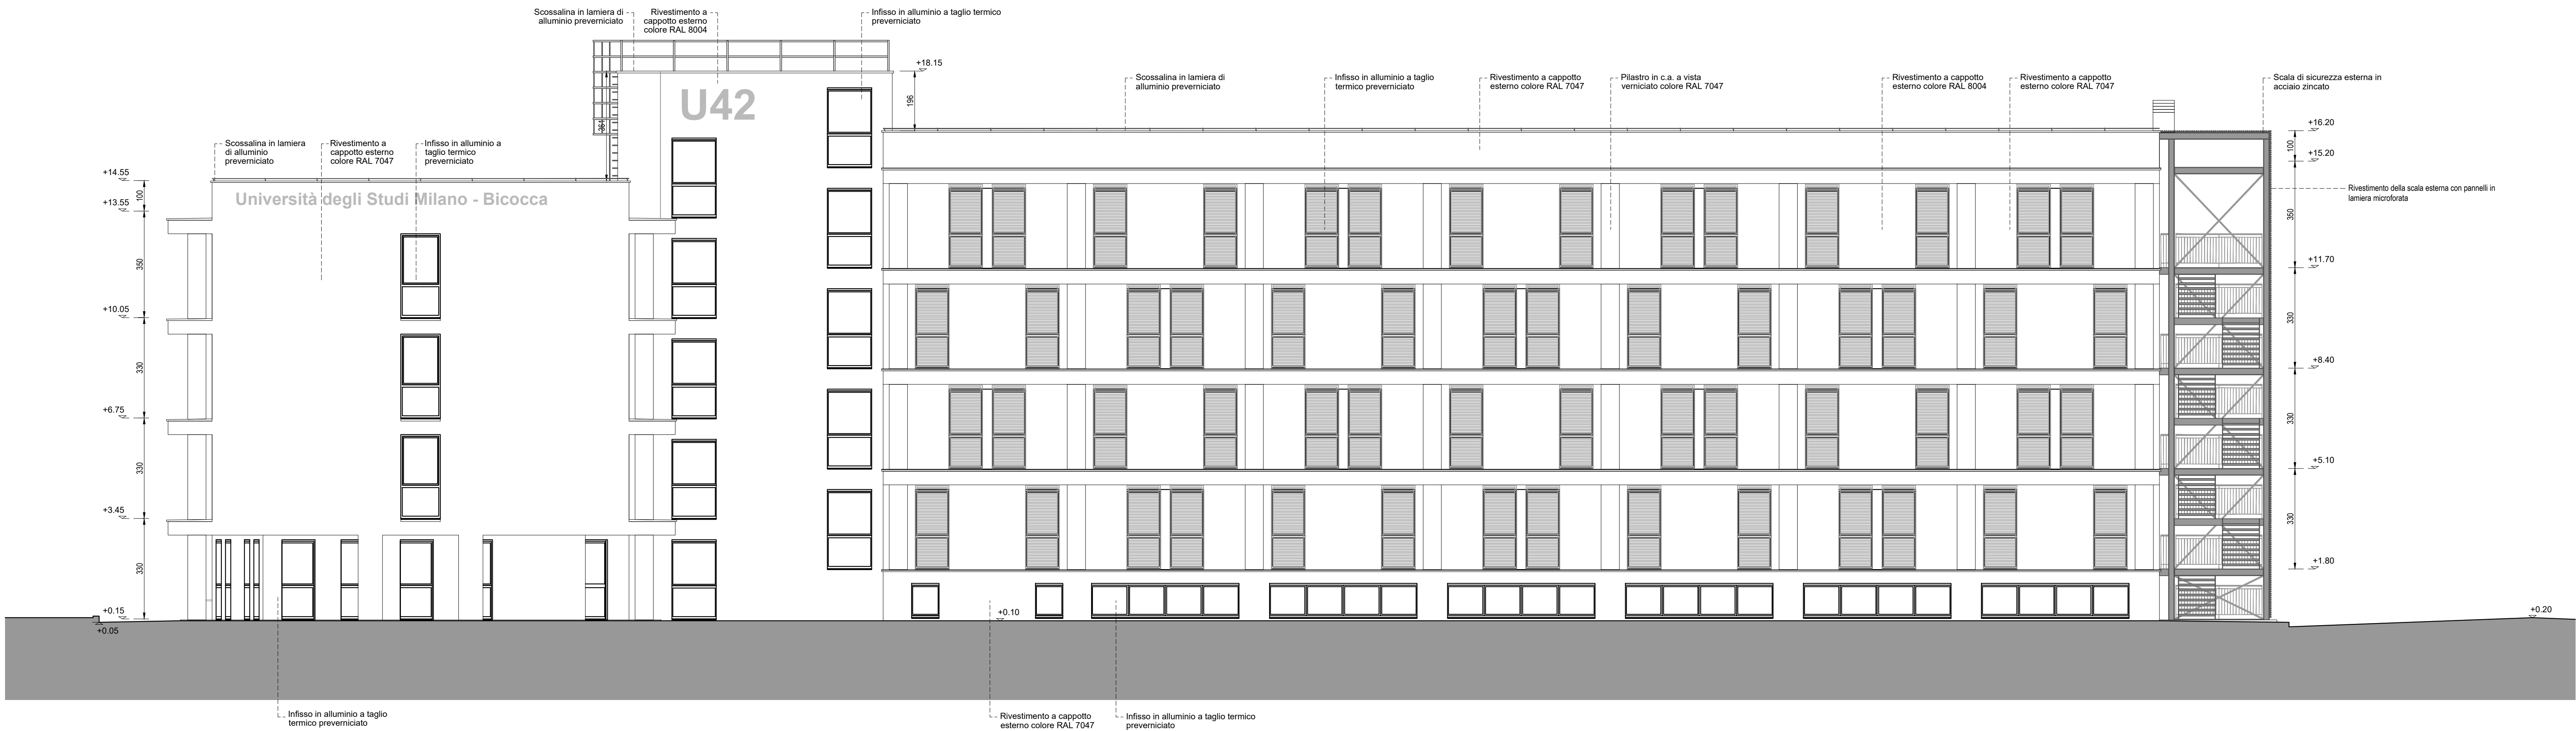 Scossalina in lamiera di
alluminio preverniciato
Rivestimento a
cappotto esterno
colore RAL 8004
Infisso in alluminio a taglio termico
preverniciato
+18.15
196
364
U42
Scossalina in lamiera
di alluminio
preverniciato
Rivestimento a
cappotto esterno
colore RAL 7047
Infisso in alluminio a
taglio termico
preverniciato
Scossalina in lamiera di
alluminio preverniciato
Infisso in alluminio a taglio
termico preverniciato
Rivestimento a cappotto
esterno colore RAL 7047
Pilastro in c.a. a vista
verniciato colore RAL 7047
Rivestimento a cappotto
esterno colore RAL 8004
Rivestimento a cappotto
esterno colore RAL 7047
Scala di sicurezza esterna in
acciaio zincato
Rivestimento della scala esterna con pannelli in
lamiera microforata
Università degli Studi Milano - Bicocca
+14.55
100
+13.55
350
+10.05
330
+6.75
330
+3.45
330
+0.15
+0.05
+16.20
100
+15.20
350
+11.70
330
+8.40
330
+5.10
330
+1.80
+0.10
+0.20
Infisso in alluminio a taglio
termico preverniciato
Rivestimento a cappotto
esterno colore RAL 7047
Infisso in alluminio a taglio termico
preverniciato